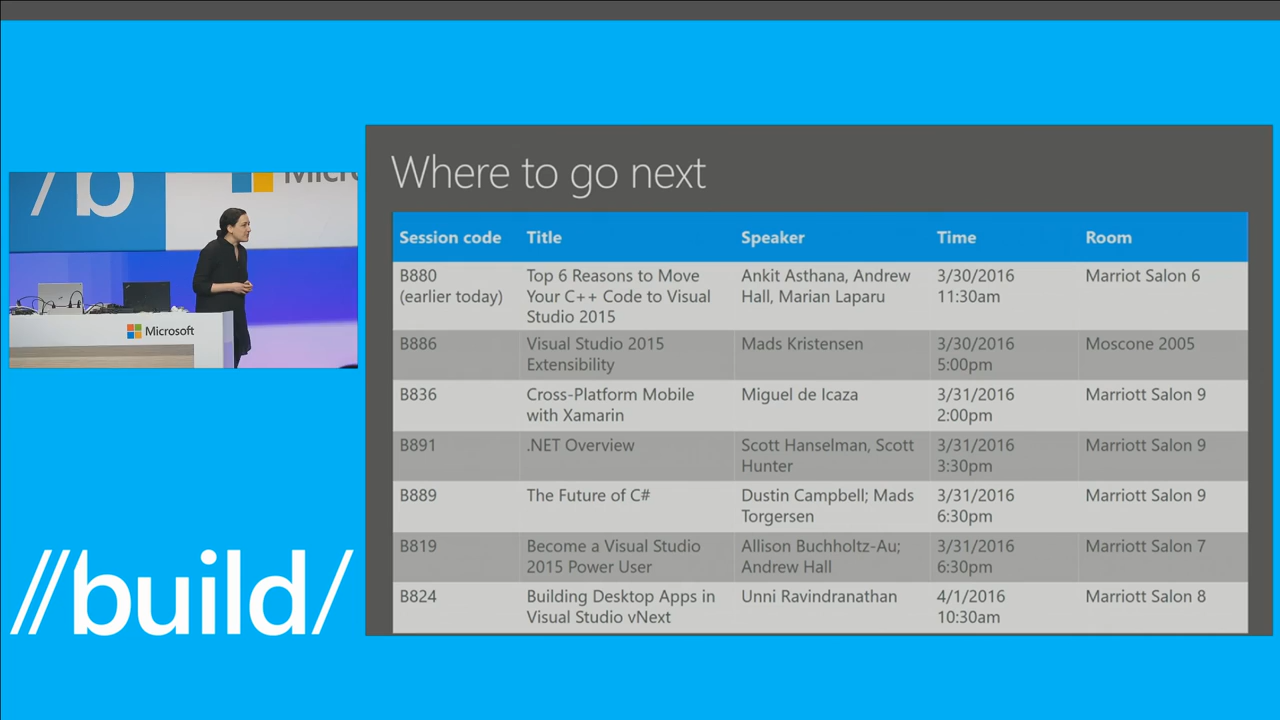 /b
Micr
Microsoft
//build/
Where to go next
Session code Title Speaker Time Room
B880 Top 6 Reasons to Move Ankit Asthana, Andrew 3/30/2016 Marriot Salon 6
(earlier today) Your C++ Code to Visual Hall, Marian Laparu 11:30am
Studio 2015
B886 Visual Studio 2015 Mads Kristensen 3/30/2016 Moscone 2005
Extensibility 5:00pm
B836 Cross-Platform Mobile Miguel de Icaza 3/31/2016 Marriott Salon 9
with Xamarin 2:00pm
B891 .NET Overview Scott Hanselman, Scott 3/31/2016 Marriott Salon 9
Hunter 3:30pm
B889 The Future of C# Dustin Campbell; Mads 3/31/2016 Marriott Salon 9
Torgersen 6:30pm
B819 Become a Visual Studio Allison Buchholtz-Au; 3/31/2016 Marriott Salon 7
2015 Power User Andrew Hall 6:30pm
B824 Building Desktop Apps in Unni Ravindranathan 4/1/2016 Marriott Salon 8
Visual Studio vNext 10:30am